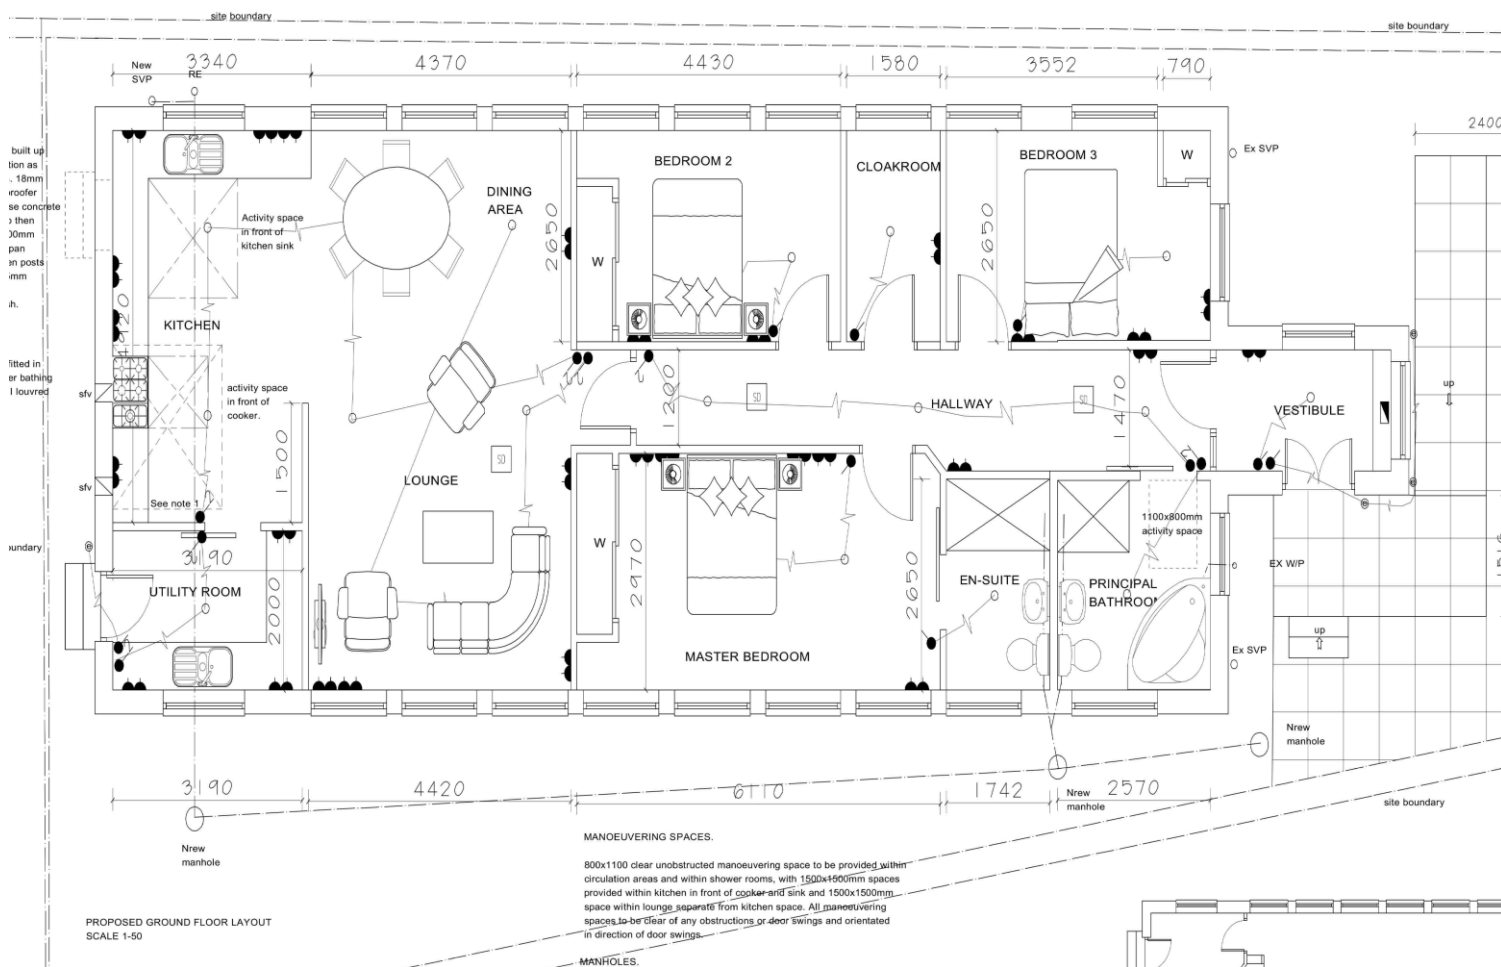 site boundary
site boundary
New
SVP
RE
3340
4370
4430
1580
3552
790
2400
built up
tion as
. 18mm
proofer
se concrete
then
00mm
span
en posts
mm
sh.
fitted in
er bathing
l louvred
oundary
BEDROOM 2
CLOAKROOM
BEDROOM 3
W
Ex SVP
DINING
AREA
Activity space
in front of
kitchen sink
2650
W
2650
KITCHEN
activity space
in front of
cooker.
sfv
sfv
1500
See note 1
LOUNGE
SD
1200
SD
HALLWAY
SD
1470
VESTIBULE
up
3190
UTILITY ROOM
2000
W
2970
2650
MASTER BEDROOM
EN-SUITE
1100x800mm
activity space
PRINCIPAL
BATHROOM
EX W/P
up
Ex SVP
3190
4420
6110
1742
2570
Nrew
manhole
Nrew
manhole
Nrew
manhole
site boundary
MANOEUVERING SPACES.
800x1100 clear unobstructed manoeuvering space to be provided within
circulation areas and within shower rooms, with 1500x1500mm spaces
provided within kitchen in front of cooker and sink and 1500x1500mm
space within lounge separate from kitchen space. All manoeuvering
spaces to be clear of any obstructions or door swings and orientated
in direction of door swings.
MANHOLES.
PROPOSED GROUND FLOOR LAYOUT
SCALE 1-50